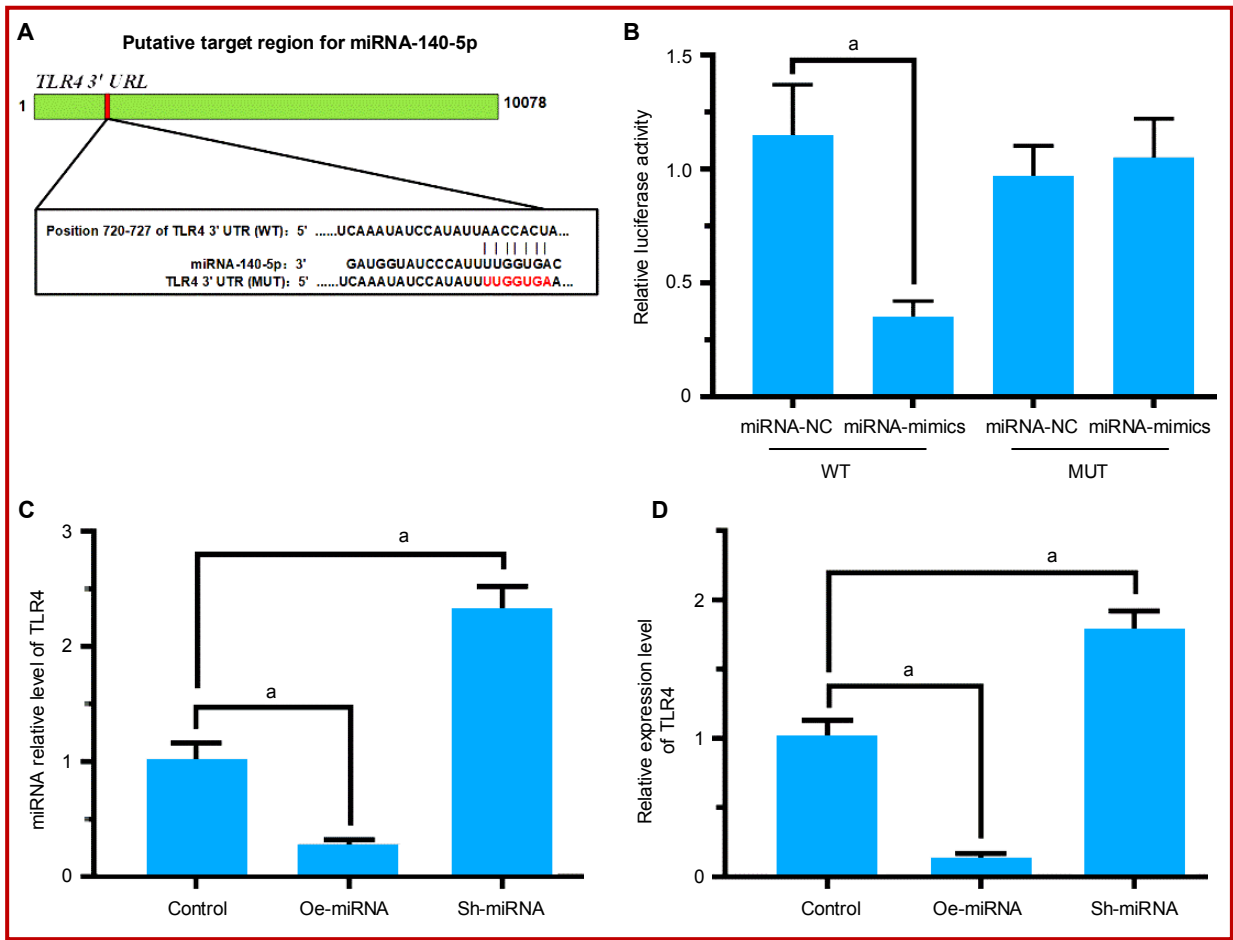 A
Putative target region for miRNA-140-5p
TLR4 3' URL
1
10078
Position 720-727 of TLR4 3' UTR (WT): 5' ......UCAAAUAUCCAUAUUAACCACUA...
miRNA-140-5p: 3' GAUGGUAUCCCAUUUUGGUGAC
TLR4 3' UTR (MUT): 5' ......UCAAAUAUCCAUAUUUUGGUGAA...
B
Relative luciferase activity
1.5
1.0
0.5
0
a
miRNA-NC miRNA-mimics miRNA-NC miRNA-mimics
WT MUT
C
miRNA relative level of TLR4
3
2
1
0
a
a
Control Oe-miRNA Sh-miRNA
D
Relative expression level
of TLR4
2
1
0
a
a
Control Oe-miRNA Sh-miRNA